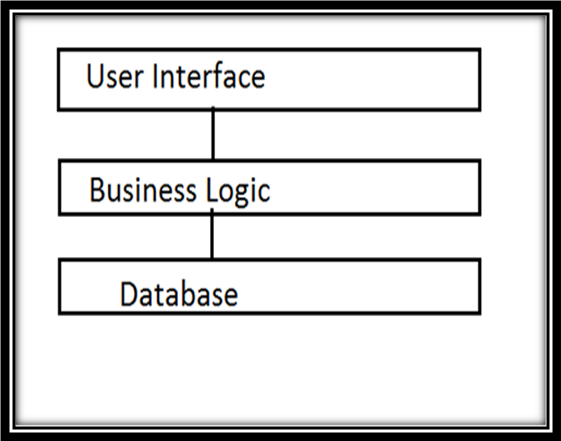 User Interface
Business Logic
Database